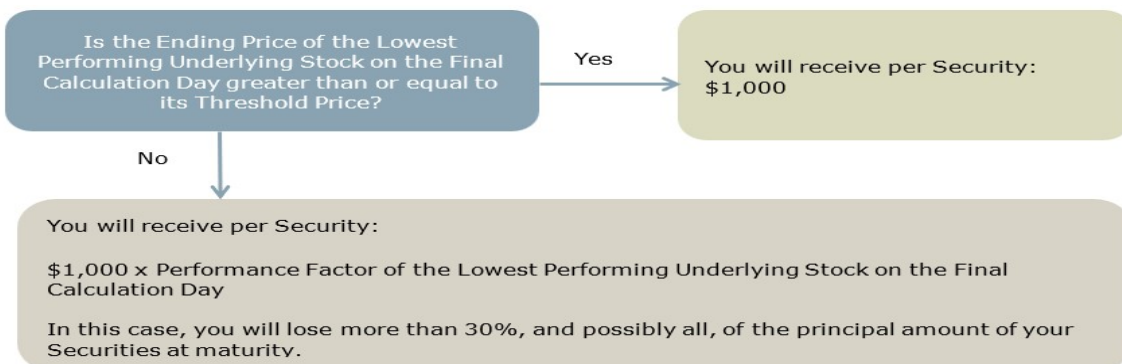 Is the Ending Price of the Lowest
Performing Underlying Stock on the Final
Calculation Day greater than or equal to
its Threshold Price?
Yes
You will receive per Security:
$1,000
No
You will receive per Security:
$1,000 x Performance Factor of the Lowest Performing Underlying Stock on the Final
Calculation Day
In this case, you will lose more than 30%, and possibly all, of the principal amount of your
Securities at maturity.